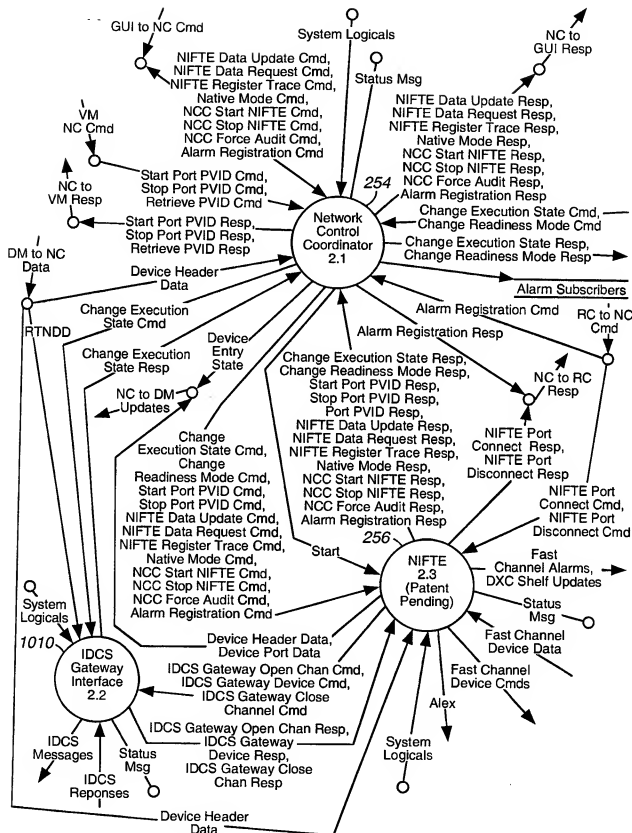 GUI to NC Cmd
System Logicals
NC to
GUI Resp
NIFTE Data Update Cmd,
NIFTE Data Request Cmd,
NIFTE Register Trace Cmd,
Native Mode Cmd,
NCC Start NIFTE Cmd,
NCC Stop NIFTE Cmd,
NCC Force Audit Cmd,
Alarm Registration Cmd
Status Msg
NIFTE Data Update Resp,
NIFTE Data Request Resp,
NIFTE Register Trace Resp,
Native Mode Resp,
NCC Start NIFTE Resp,
NCC Stop NIFTE Resp,
NCC Force Audit Resp,
Alarm Registration Resp
VM
NC Cmd
Start Port PVID Cmd,
Stop Port PVID Cmd,
Retrieve PVID Cmd
NC to
VM Resp
Start Port PVID Resp,
Stop Port PVID Resp,
Retrieve PVID Resp
254
Network
Control
Coordinator
2.1
Change Execution State Cmd,
Change Readiness Mode Cmd
Change Execution State Resp,
Change Readiness Mode Resp
Alarm Subscribers
DM to NC
Data
Device Header
Data
RTNDD
Change Execution
State Cmd
Change Execution
State Resp
Device
Entry
State
NC to DM
Updates
Alarm Registration Cmd
Alarm Registration Resp
RC to NC
Cmd
NC to RC
Resp
Change Execution State Resp,
Change Readiness Mode Resp,
Start Port PVID Resp,
Stop Port PVID Resp,
Port PVID Resp,
NIFTE Data Update Resp,
NIFTE Data Request Resp,
NIFTE Register Trace Resp,
Native Mode Resp,
NCC Start NIFTE Resp,
NCC Stop NIFTE Resp,
NCC Force Audit Resp,
Alarm Registration Resp
NIFTE Port
Connect Resp,
NIFTE Port
Disconnect Resp
NIFTE Port
Connect Cmd,
NIFTE Port
Disconnect Cmd
Change
Execution State Cmd,
Change
Readiness Mode Cmd,
Start Port PVID Cmd,
Stop Port PVID Cmd,
NIFTE Data Update Cmd,
NIFTE Data Request Cmd,
NIFTE Register Trace Cmd,
Native Mode Cmd,
NCC Start NIFTE Cmd,
NCC Stop NIFTE Cmd,
NCC Force Audit Cmd,
Alarm Registration Cmd
Start
256
NIFTE
2.3
(Patent
Pending)
Fast
Channel Alarms,
DXC Shelf Updates
Status
Msg
Fast Channel
Device Data
Fast Channel
Device Cmds
Alex
System
Logicals
System
Logicals
1010
IDCS
Gateway
Interface
2.2
Device Header Data,
Device Port Data
IDCS Gateway Open Chan Cmd,
IDCS Gateway Device Cmd,
IDCS Gateway Close
Channel Cmd
IDCS Gateway Open Chan Resp,
IDCS Gateway
Device Resp,
IDCS Gateway Close
Chan Resp
IDCS
Messages
IDCS
Reponses
Status
Msg
Device Header
Data